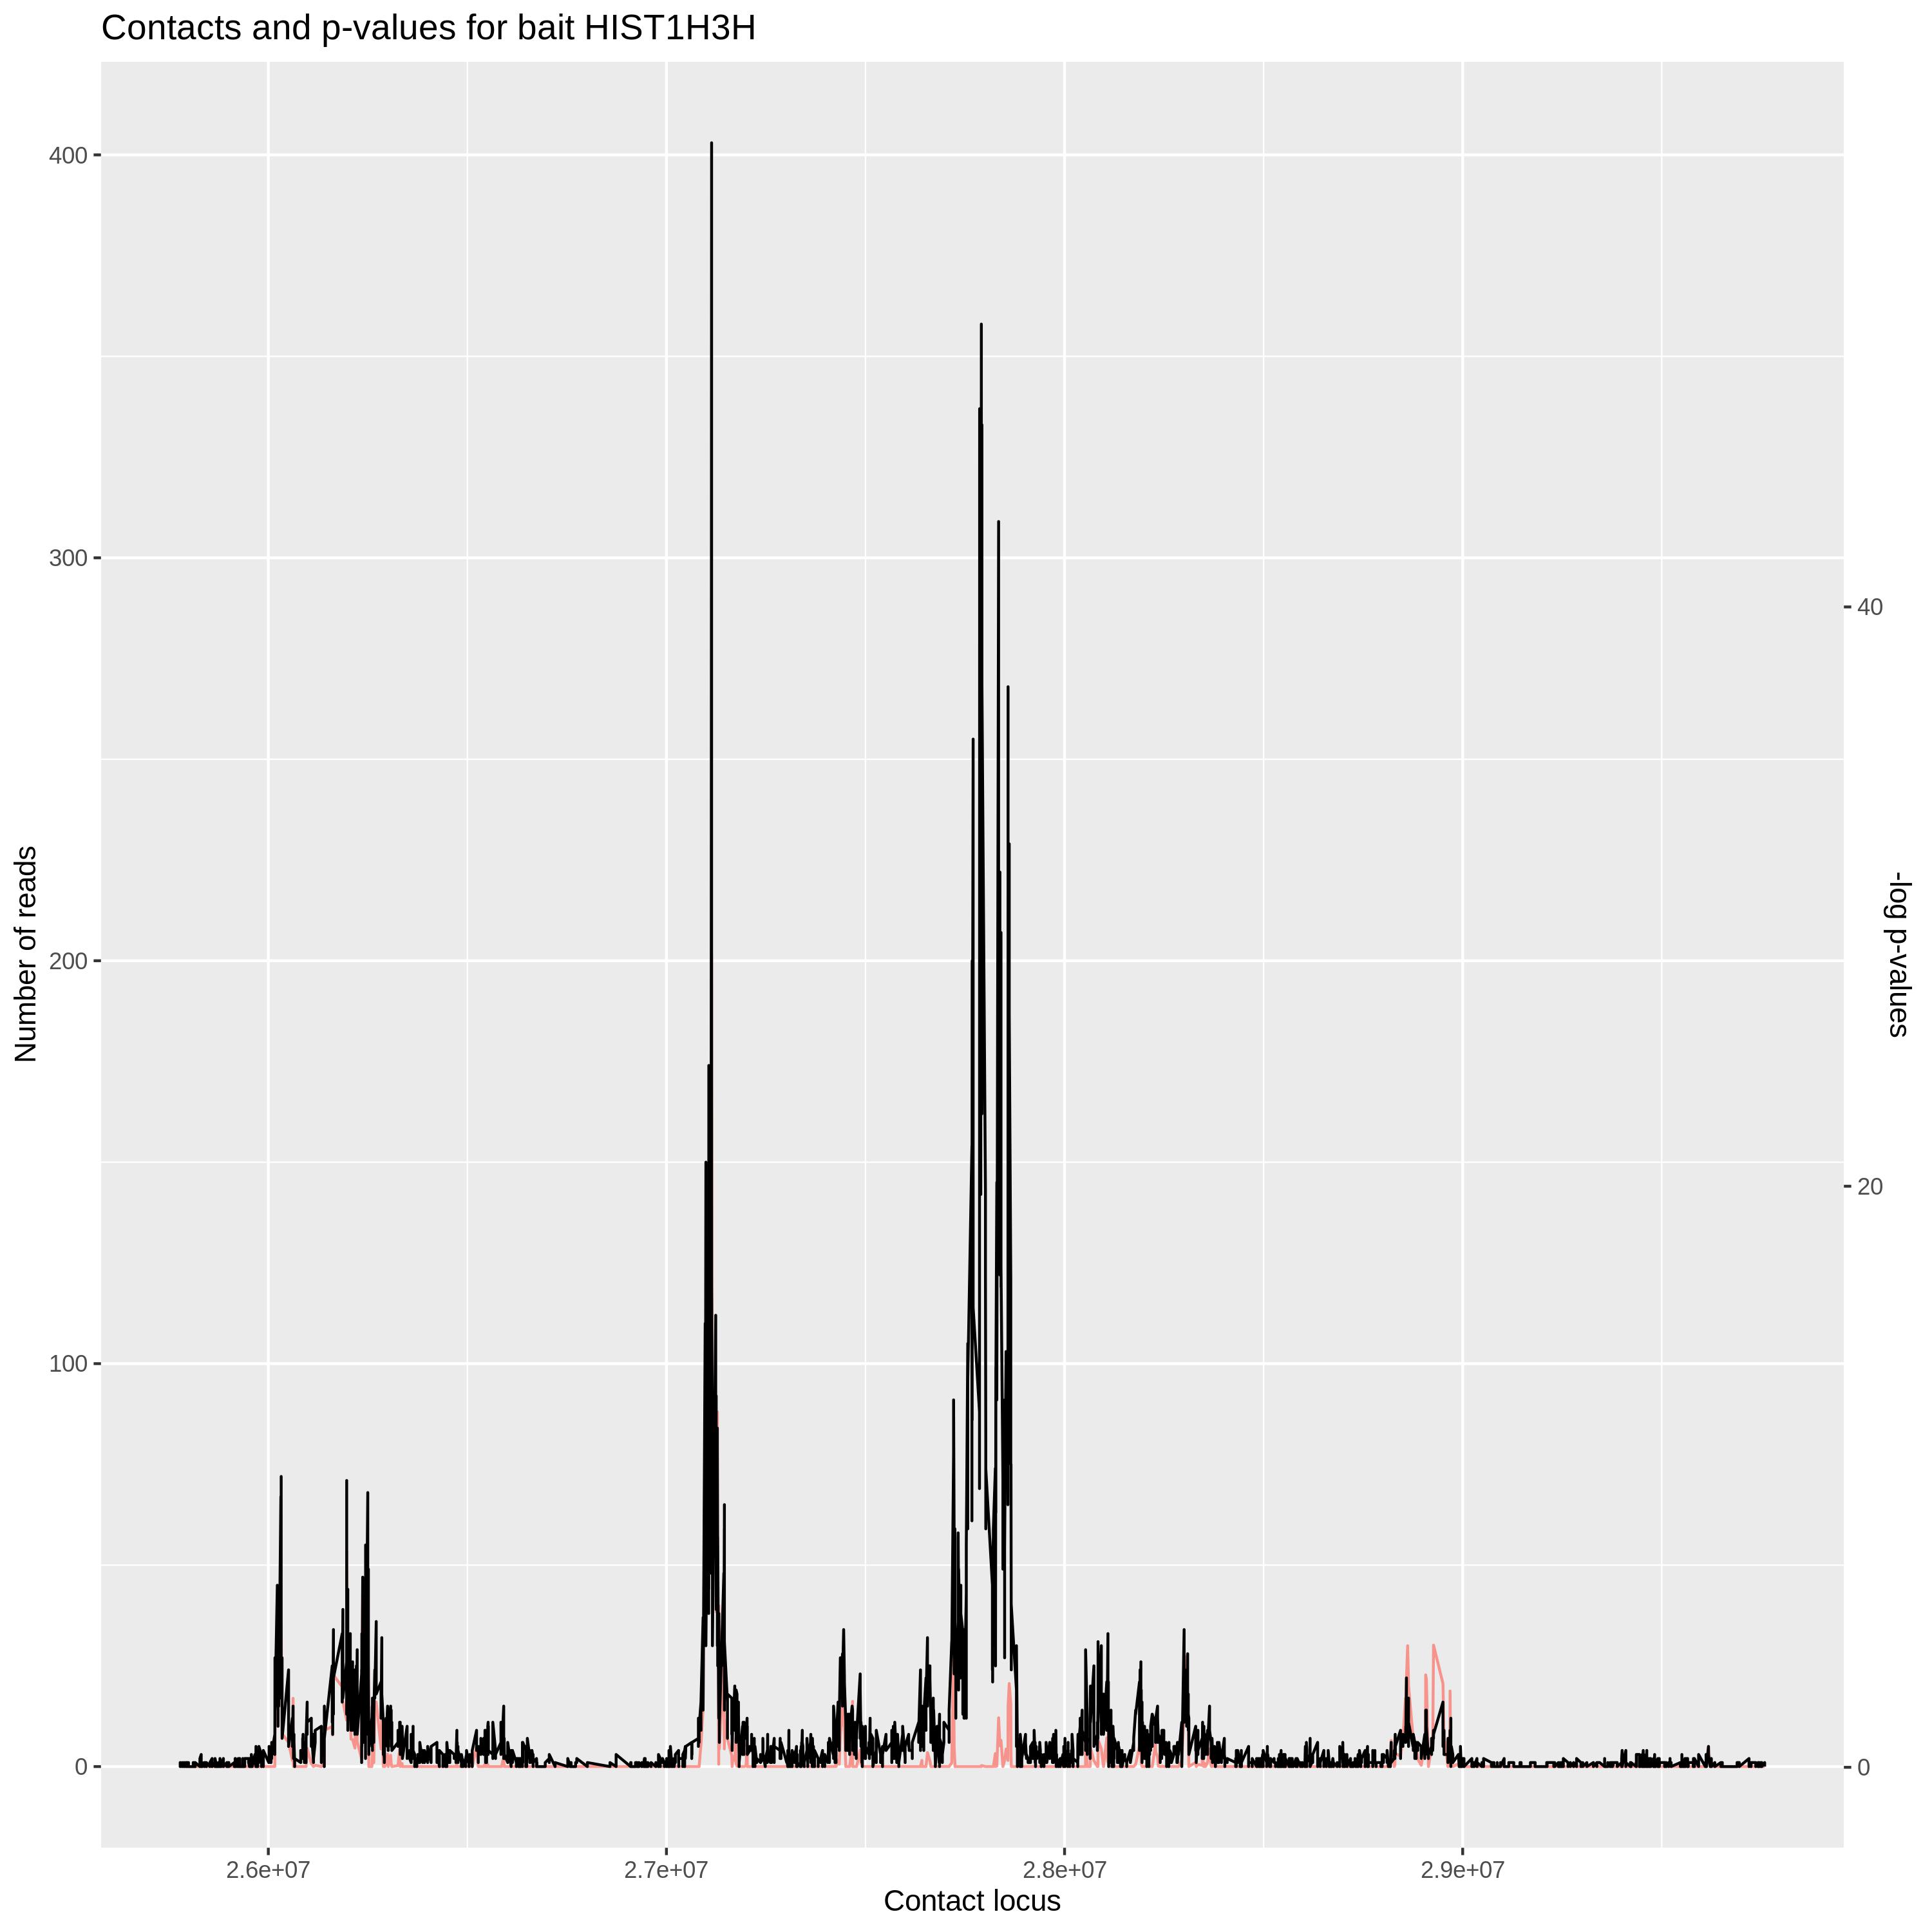 Contacts and p-values for bait HIST1H3H
400
300
200
100
0
Number of reads
40
20
0
-log p-values
2.6e+07
2.7e+07
2.8e+07
2.9e+07
Contact locus